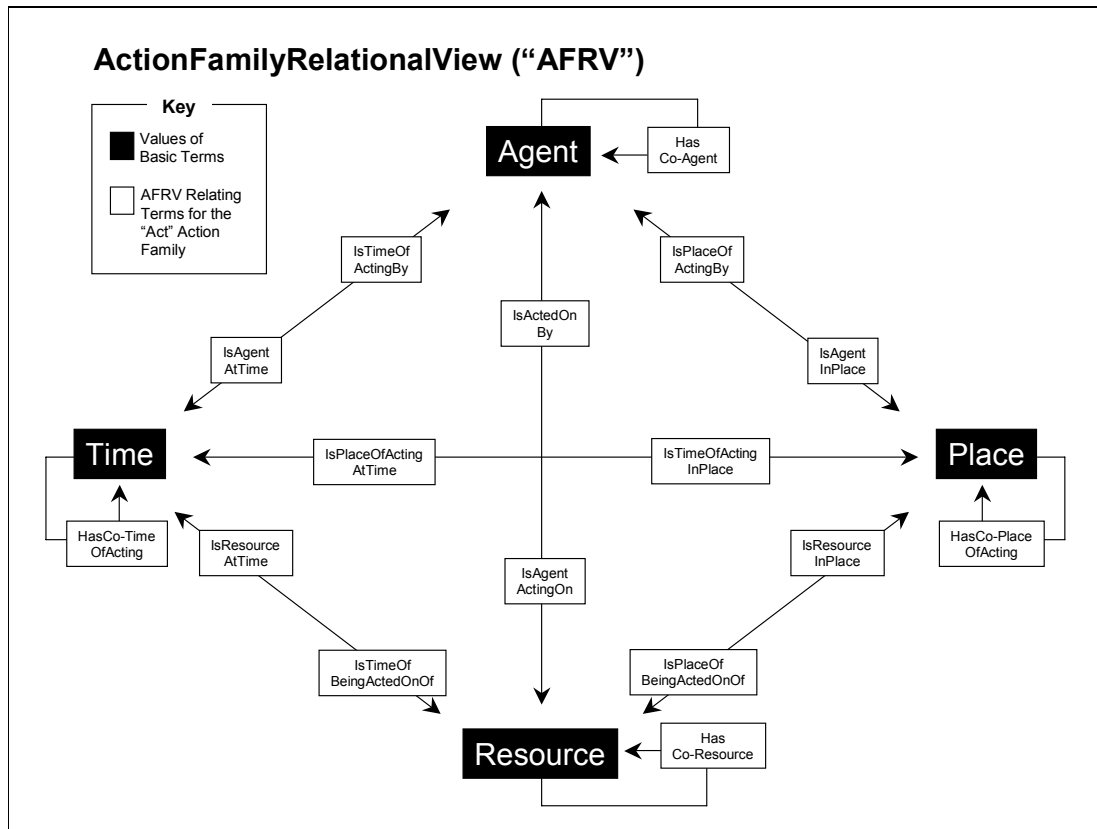 ActionFamilyRelationalView (“AFRV”)
Key
Values of
Basic Terms
AFRV Relating
Terms for the
“Act” Action
Family
Agent
Has
Co-Agent
IsTimeOf
ActingBy
IsPlaceOf
ActingBy
IsActedOn
By
IsAgent
AtTime
IsAgent
InPlace
Time
IsPlaceOfActing
AtTime
IsTimeOfActing
InPlace
Place
HasCo-Time
OfActing
IsResource
AtTime
IsResource
InPlace
HasCo-Place
OfActing
IsAgent
ActingOn
IsTimeOf
BeingActedOnOf
IsPlaceOf
BeingActedOnOf
Resource
Has
Co-Resource